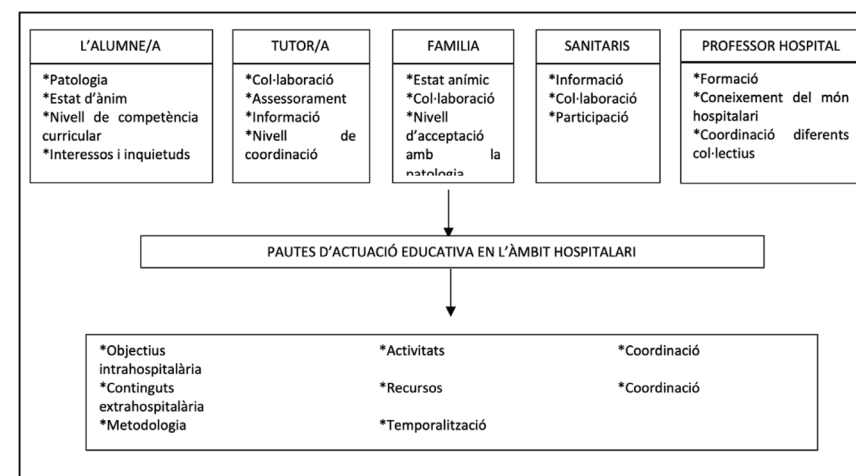 L'ALUMNE/A
*Patologia
*Estat d'ànim
*Nivell de competència
curricular
*Interessos i inquietuds
TUTOR/A
*Col·laboració
*Assessorament
*Informació
*Nivell de
coordinació
FAMILIA
*Estat anímic
*Col·laboració
*Nivell
d'acceptació
amb la
patologia
SANITARIS
*Informació
*Col·laboració
*Participació
PROFESSOR HOSPITAL
*Formació
*Coneixement del món
hospitalari
*Coordinació diferents
col·lectius
PAUTES D'ACTUACIÓ EDUCATIVA EN L'ÀMBIT HOSPITALARI
*Objectius *Activitats *Coordinació
intrahospitalària
*Continguts *Recursos *Coordinació
extrahospitalària
*Metodologia *Temporalització